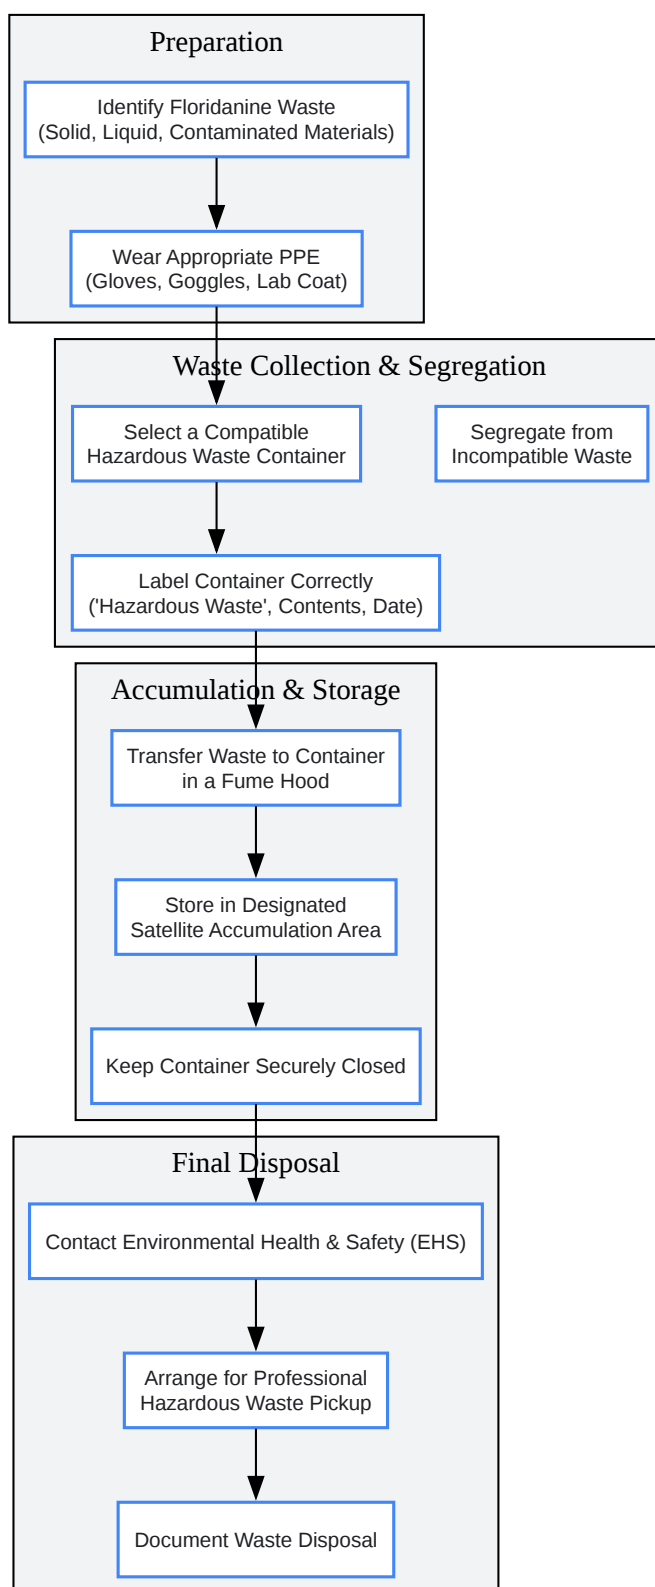 Preparation
Identify Floridanine Waste
(Solid, Liquid, Contaminated Materials)
Wear Appropriate PPE
(Gloves, Goggles, Lab Coat)
Waste Collection & Segregation
Select a Compatible
Hazardous Waste Container
Segregate from
Incompatible Waste
Label Container Correctly
('Hazardous Waste', Contents, Date)
Accumulation & Storage
Transfer Waste to Container
in a Fume Hood
Store in Designated
Satellite Accumulation Area
Keep Container Securely Closed
Final Disposal
Contact Environmental Health & Safety (EHS)
Arrange for Professional
Hazardous Waste Pickup
Document Waste Disposal